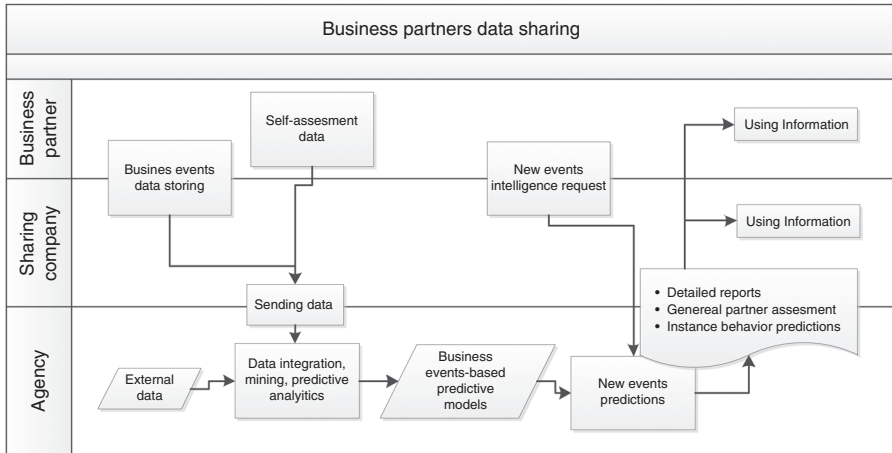 Business partners data sharing
Business
partner
Self-assesment
data
Busines events
data storing
New events
intelligence request
Using Information
Sharing
company
Using Information
Sending data
• Detailed reports
• Genereal partner assesment
• Instance behavior predictions
Agency
External
data
Data integration,
mining, predictive
analyitics
Business
events-based
predictive
models
New events
predictions